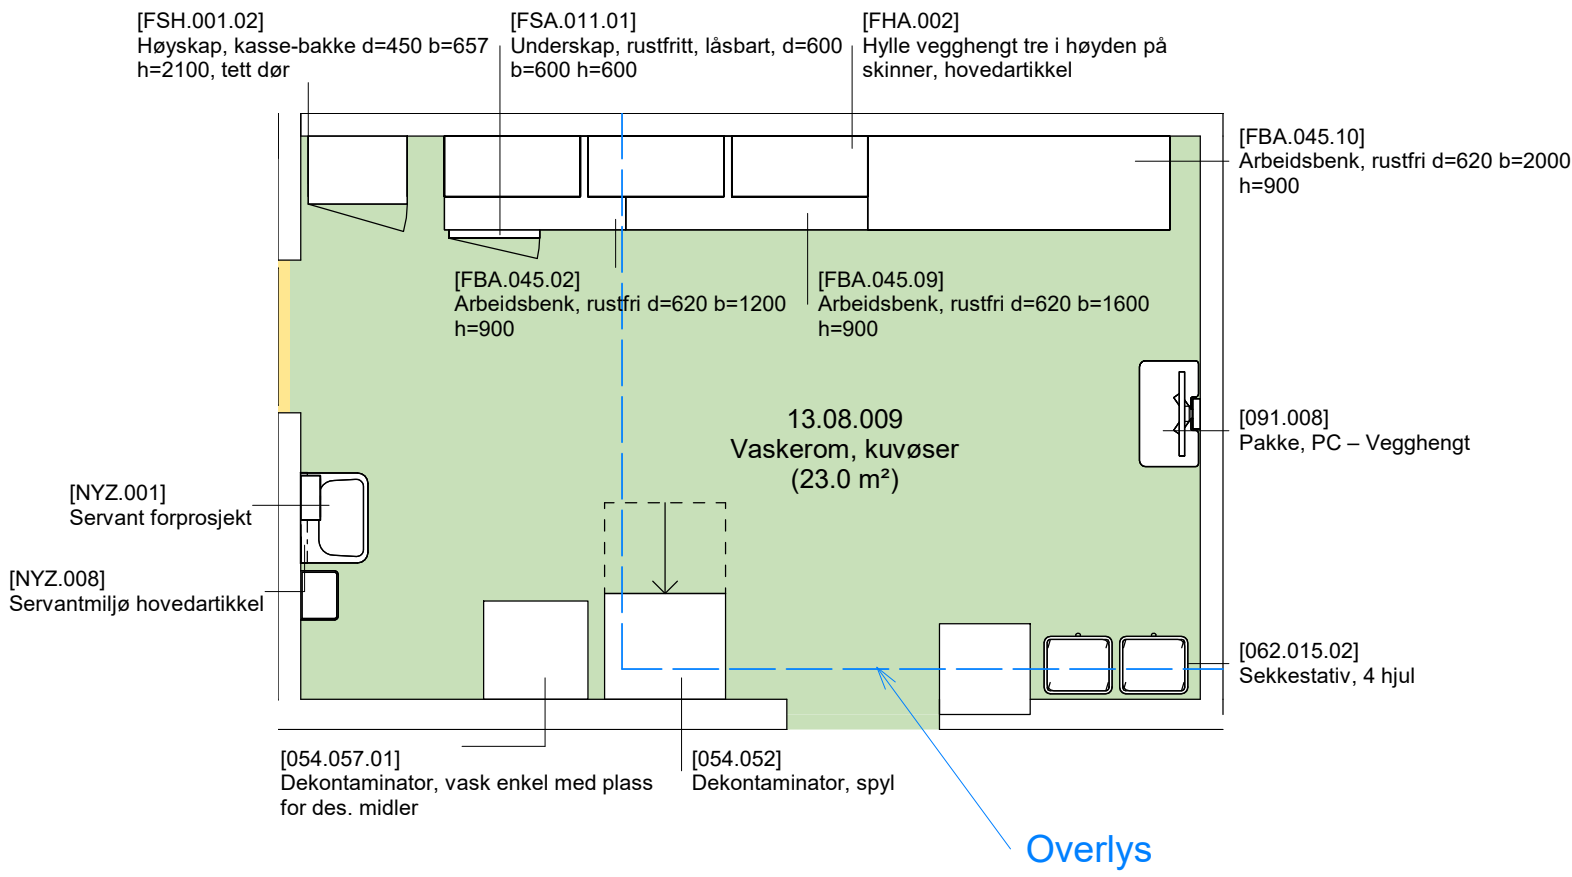 [FSH.001.02]
Høyskap, kasse-bakke d=450 b=657
h=2100, tett dør
[FSA.011.01]
Underskap, rustfritt, låsbart, d=600
b=600 h=600
[FHA.002]
Hylle vegghengt tre i høyden på
skinner, hovedartikkel
[FBA.045.10]
Arbeidsbenk, rustfri d=620 b=2000
h=900
[FBA.045.02]
Arbeidsbenk, rustfri d=620 b=1200
h=900
[FBA.045.09]
Arbeidsbenk, rustfri d=620 b=1600
h=900
13.08.009
Vaskerom, kuvøser
(23.0 m²)
[091.008]
Pakke, PC – Vegghengt
[NYZ.001]
Servant forprosjekt
[NYZ.008]
Servantmiljø hovedartikkel
[062.015.02]
Sekkestativ, 4 hjul
[054.057.01]
Dekontaminator, vask enkel med plass
for des. midler
[054.052]
Dekontaminator, spyl
Overlys